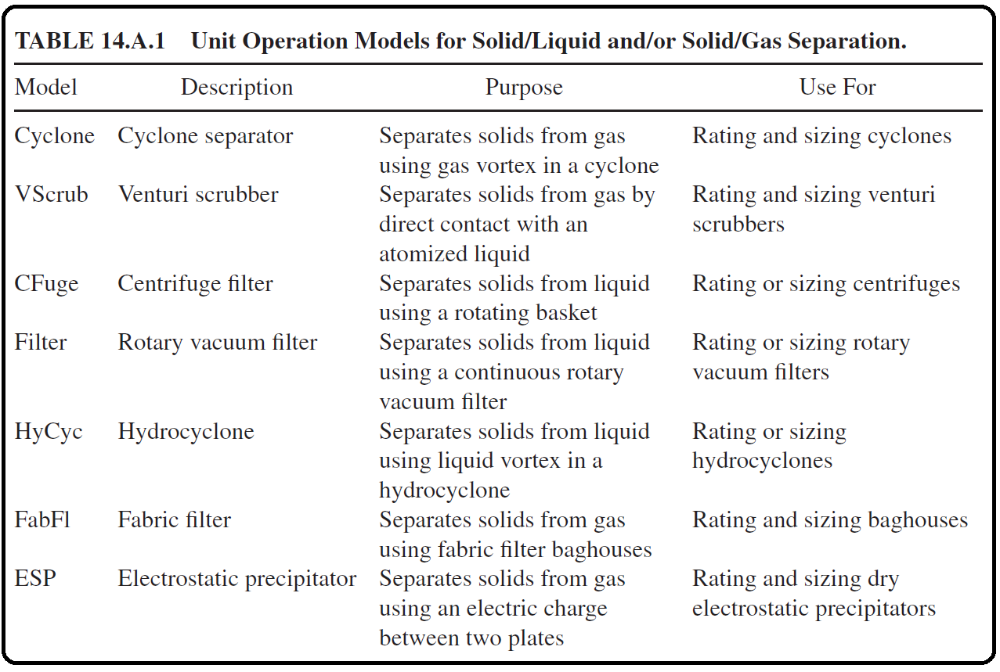 TABLE 14.A.1 Unit Operation Models for Solid/Liquid and/or Solid/Gas Separation.
Model Description Purpose Use For
Cyclone Cyclone separator Separates solids from gas Rating and sizing cyclones
using gas vortex in a cyclone
VScrub Venturi scrubber Separates solids from gas by Rating and sizing venturi
direct contact with an scrubbers
atomized liquid
CFuge Centrifuge filter Separates solids from liquid Rating or sizing centrifuges
using a rotating basket
Filter Rotary vacuum filter Separates solids from liquid Rating or sizing rotary
using a continuous rotary vacuum filters
vacuum filter
HyCyc Hydrocyclone Separates solids from liquid Rating or sizing
using liquid vortex in a hydrocyclones
hydrocyclone
FabFl Fabric filter Separates solids from gas Rating and sizing baghouses
using fabric filter baghouses
ESP Electrostatic precipitator Separates solids from gas Rating and sizing dry
using an electric charge electrostatic precipitators
between two plates